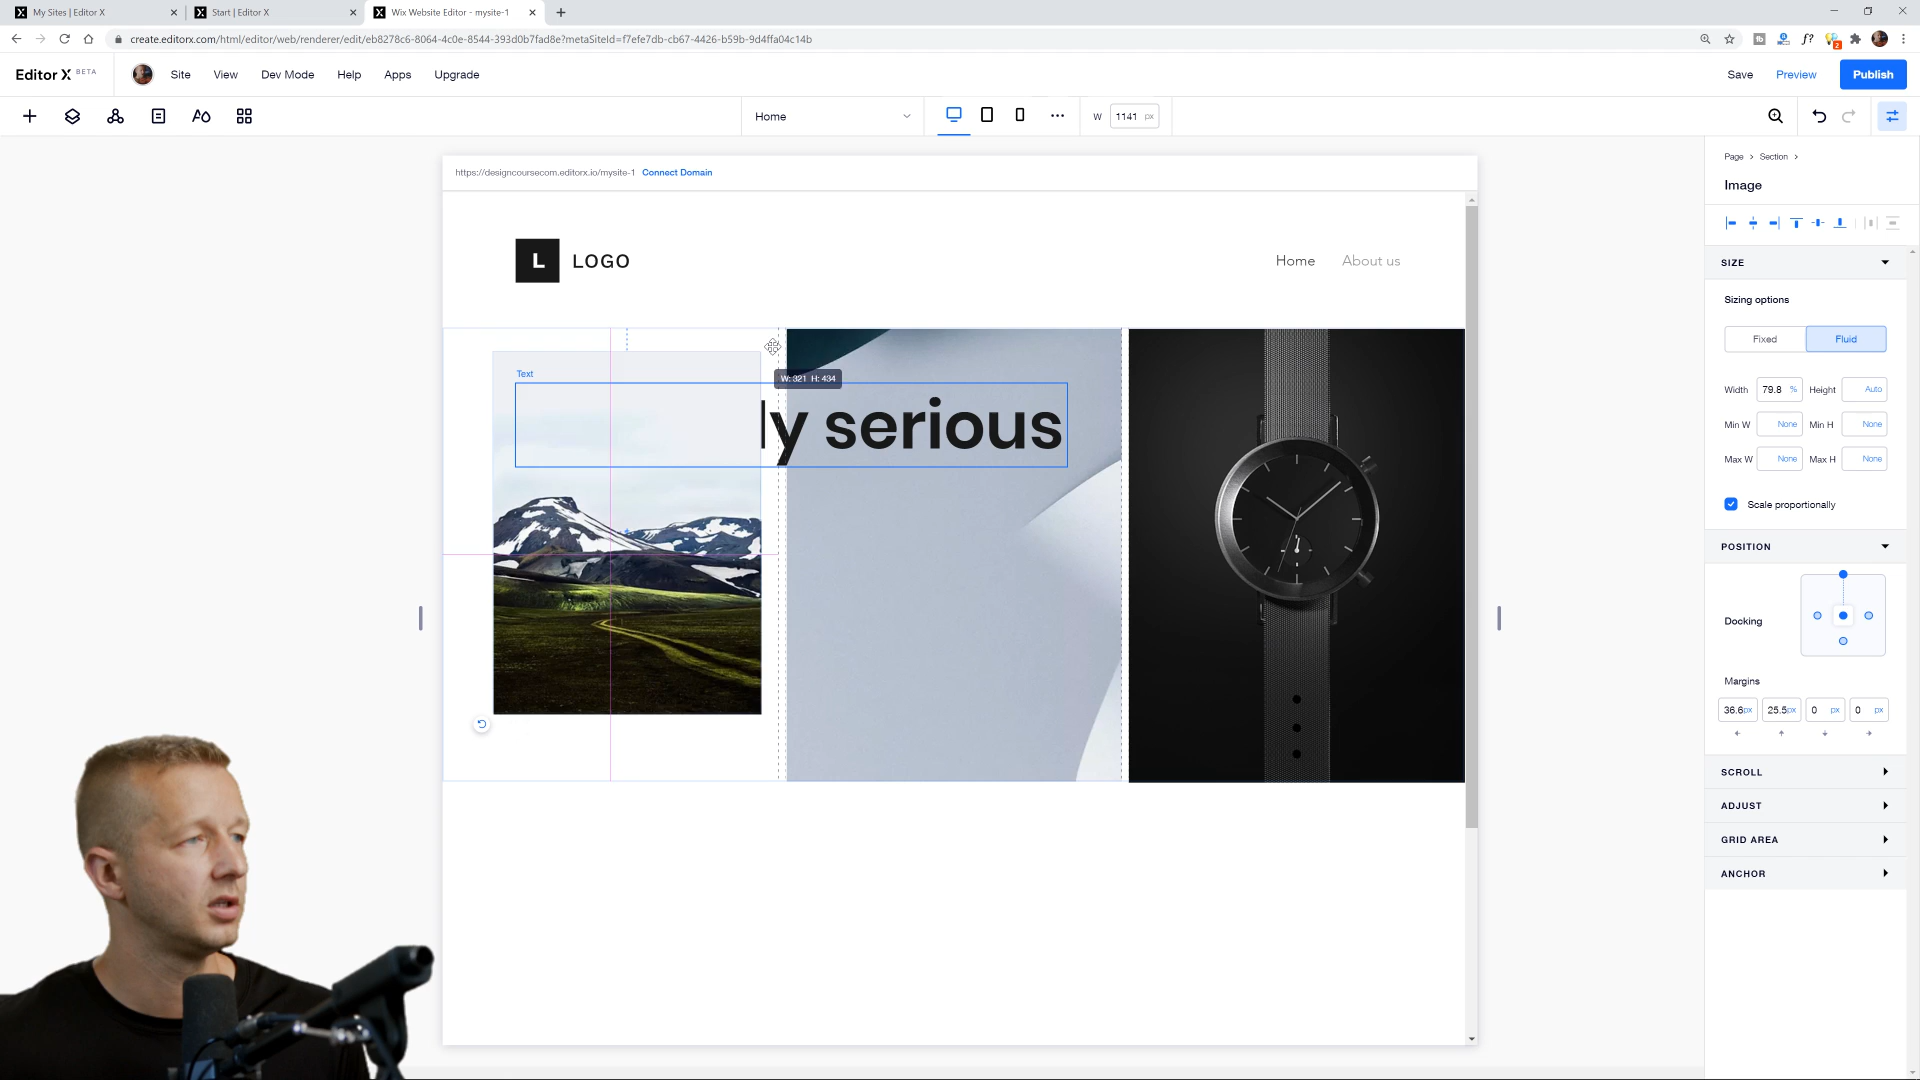 My Sites | Editor X
Start | Editor X
Wix Website Editor - mysite-1
create.editorx.com/html/editor/web/renderer/edit/eb8278c6-8064-4c0e-8544-393d0b7fad8e?metaSiteId=f7efe7db-cb67-4426-b59b-9d4ffa04c14b
f?
2
Editor X BETA
Site
View
Dev Mode
Help
Apps
Upgrade
Save
Preview
Publish
Home
W 1141 px
https://designcoursecom.editorx.io/mysite-1 Connect Domain
L LOGO
Home
About us
Text
W: 321 H: 434
ly serious
Page > Section >
Image
SIZE
Sizing options
Fixed
Fluid
Width 79.8 % Height Auto
Min W None Min H None
Max W None Max H None
Scale proportionally
POSITION
Docking
Margins
36.6px 25.5px 0 px 0 px
SCROLL
ADJUST
GRID AREA
ANCHOR